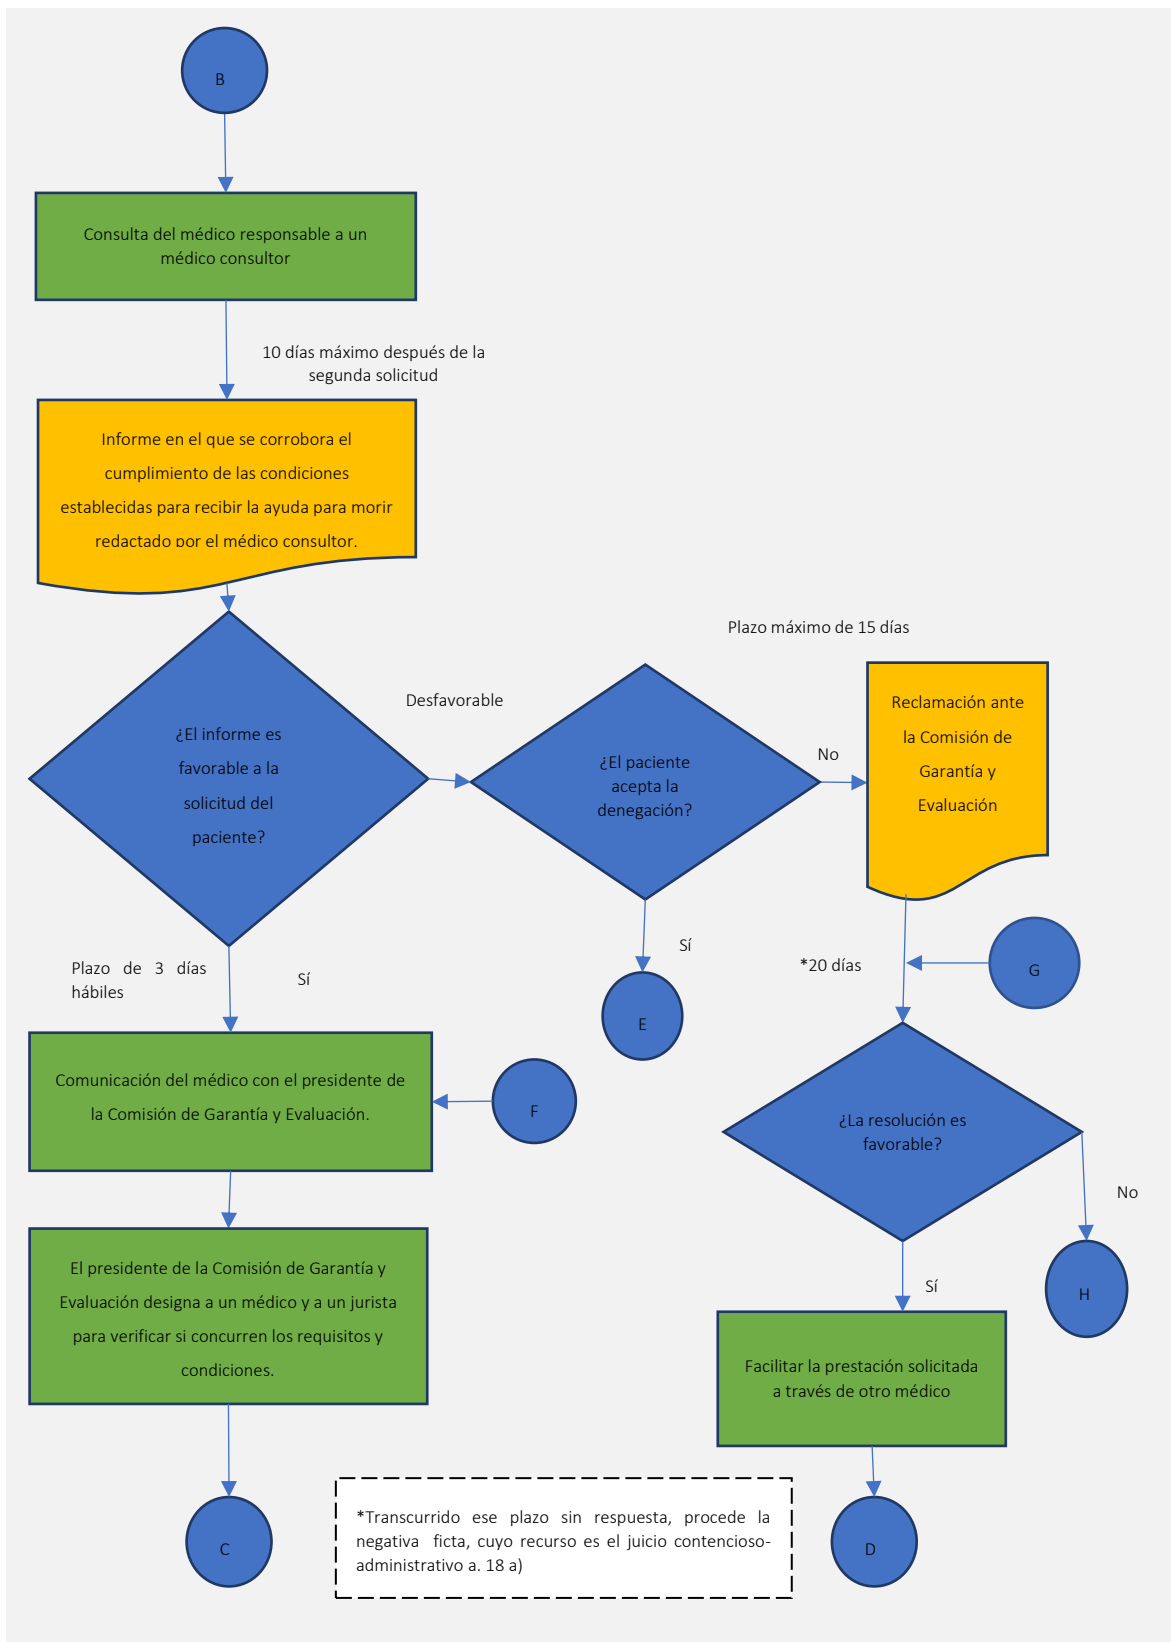 B
Consulta del médico responsable a un
médico consultor
10 días máximo después de la
segunda solicitud
Informe en el que se corrobora el
cumplimiento de las condiciones
establecidas para recibir la ayuda para morir
redactado por el médico consultor.
Plazo máximo de 15 días
Desfavorable
¿El informe es
favorable a la
solicitud del
paciente?
¿El paciente
acepta la
denegación?
No
Reclamación ante
la Comisión de
Garantía y
Evaluación
Plazo de 3 días
hábiles
Sí
Sí
E
*20 días
G
Comunicación del médico con el presidente de
la Comisión de Garantía y Evaluación.
F
¿La resolución es
favorable?
No
H
Sí
El presidente de la Comisión de Garantía y
Evaluación designa a un médico y a un jurista
para verificar si concurren los requisitos y
condiciones.
Facilitar la prestación solicitada
a través de otro médico
C
*Transcurrido ese plazo sin respuesta, procede la
negativa ficta, cuyo recurso es el juicio contencioso-
administrativo a. 18 a)
D